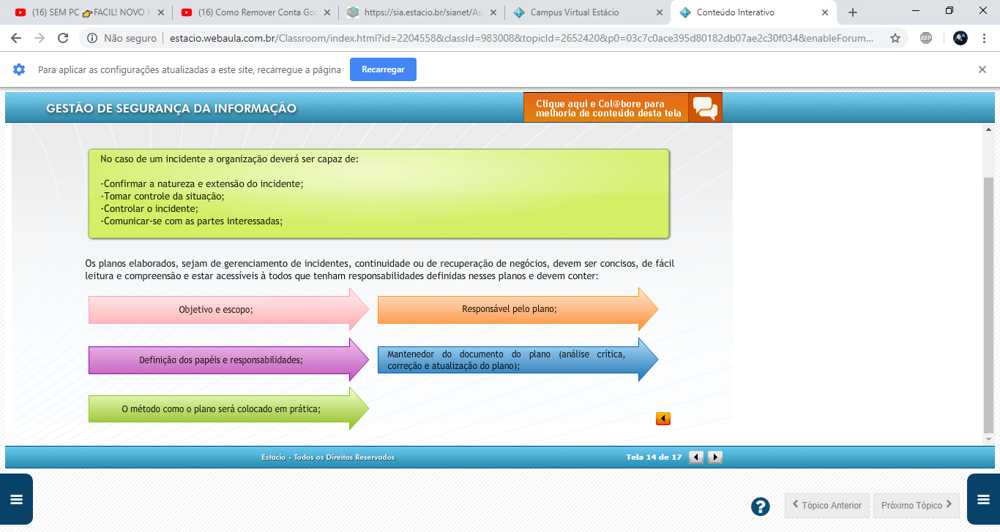 (16) SEM PC 👉FACIL! NOVO M
(16) Como Remover Conta Goo
https://sia.estacio.br/sianet/Asp
Campus Virtual Estácio
Conteúdo Interativo
Não seguro
estacio.webaula.com.br/Classroom/index.html?id=2204558&classId=983008&topicId=2652420&p0=03c7c0ace395d80182db07ae2c30f034&enableForum...
ABP
Para aplicar as configurações atualizadas a este site, recarregue a página
Recarregar
GESTÃO DE SEGURANÇA DA INFORMAÇÃO
Clique aqui e Col@bore para
melhoria de conteúdo desta tela
No caso de um incidente a organização deverá ser capaz de:
-Confirmar a natureza e extensão do incidente;
-Tomar controle da situação;
-Controlar o incidente;
-Comunicar-se com as partes interessadas;
Os planos elaborados, sejam de gerenciamento de incidentes, continuidade ou de recuperação de negócios, devem ser concisos, de fácil
leitura e compreensão e estar acessíveis à todos que tenham responsabilidades definidas nesses planos e devem conter:
Objetivo e escopo;
Responsável pelo plano;
Definição dos papéis e responsabilidades;
Mantenedor do documento do plano (análise crítica,
correção e atualização do plano);
O método como o plano será colocado em prática;
Estácio - Todos os Direitos Reservados
Tela 14 de 17
?
Tópico Anterior
Próximo Tópico